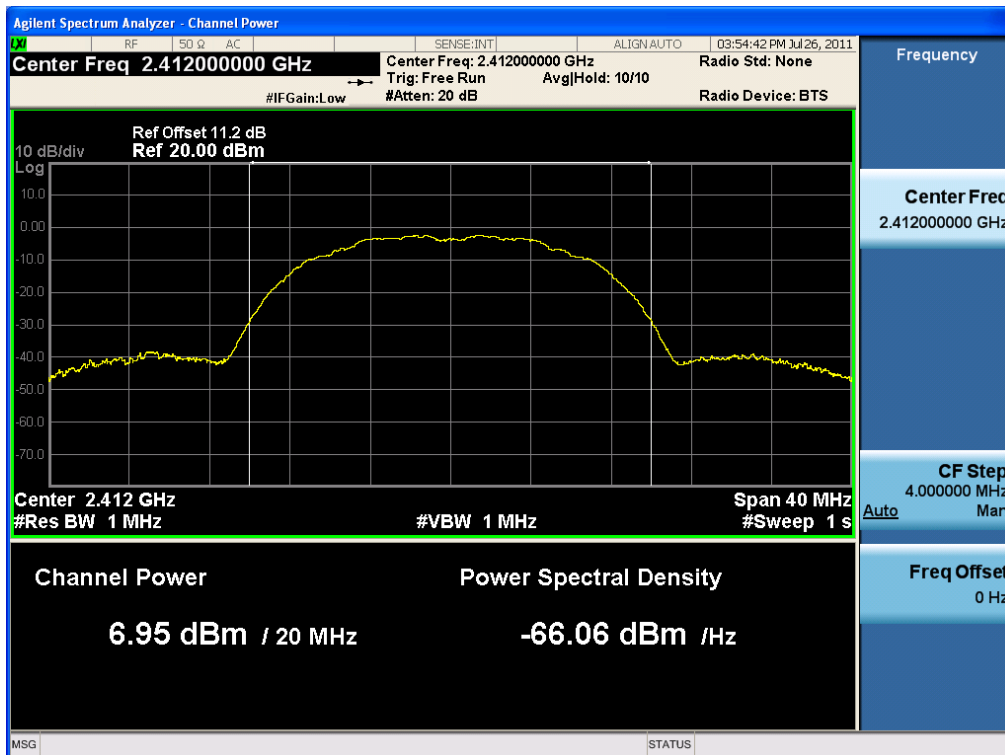 Agilent Spectrum Analyzer - Channel Power
LXI RF 50 Ω AC SENSE:INT ALIGN AUTO 03:54:42 PM Jul 26, 2011
Center Freq 2.412000000 GHz
Center Freq: 2.412000000 GHz Radio Std: None
Trig: Free Run Avg|Hold: 10/10
#IFGain:Low #Atten: 20 dB Radio Device: BTS
Ref Offset 11.2 dB
10 dB/div Ref 20.00 dBm
Log
10.0
0.00
-10.0
-20.0
-30.0
-40.0
-50.0
-60.0
-70.0
Center 2.412 GHz Span 40 MHz
#Res BW 1 MHz #VBW 1 MHz #Sweep 1 s
Channel Power Power Spectral Density
6.95 dBm / 20 MHz -66.06 dBm /Hz
MSG STATUS
Frequency
Center Freq
2.412000000 GHz
CF Step
4.000000 MHz
Auto Man
Freq Offset
0 Hz